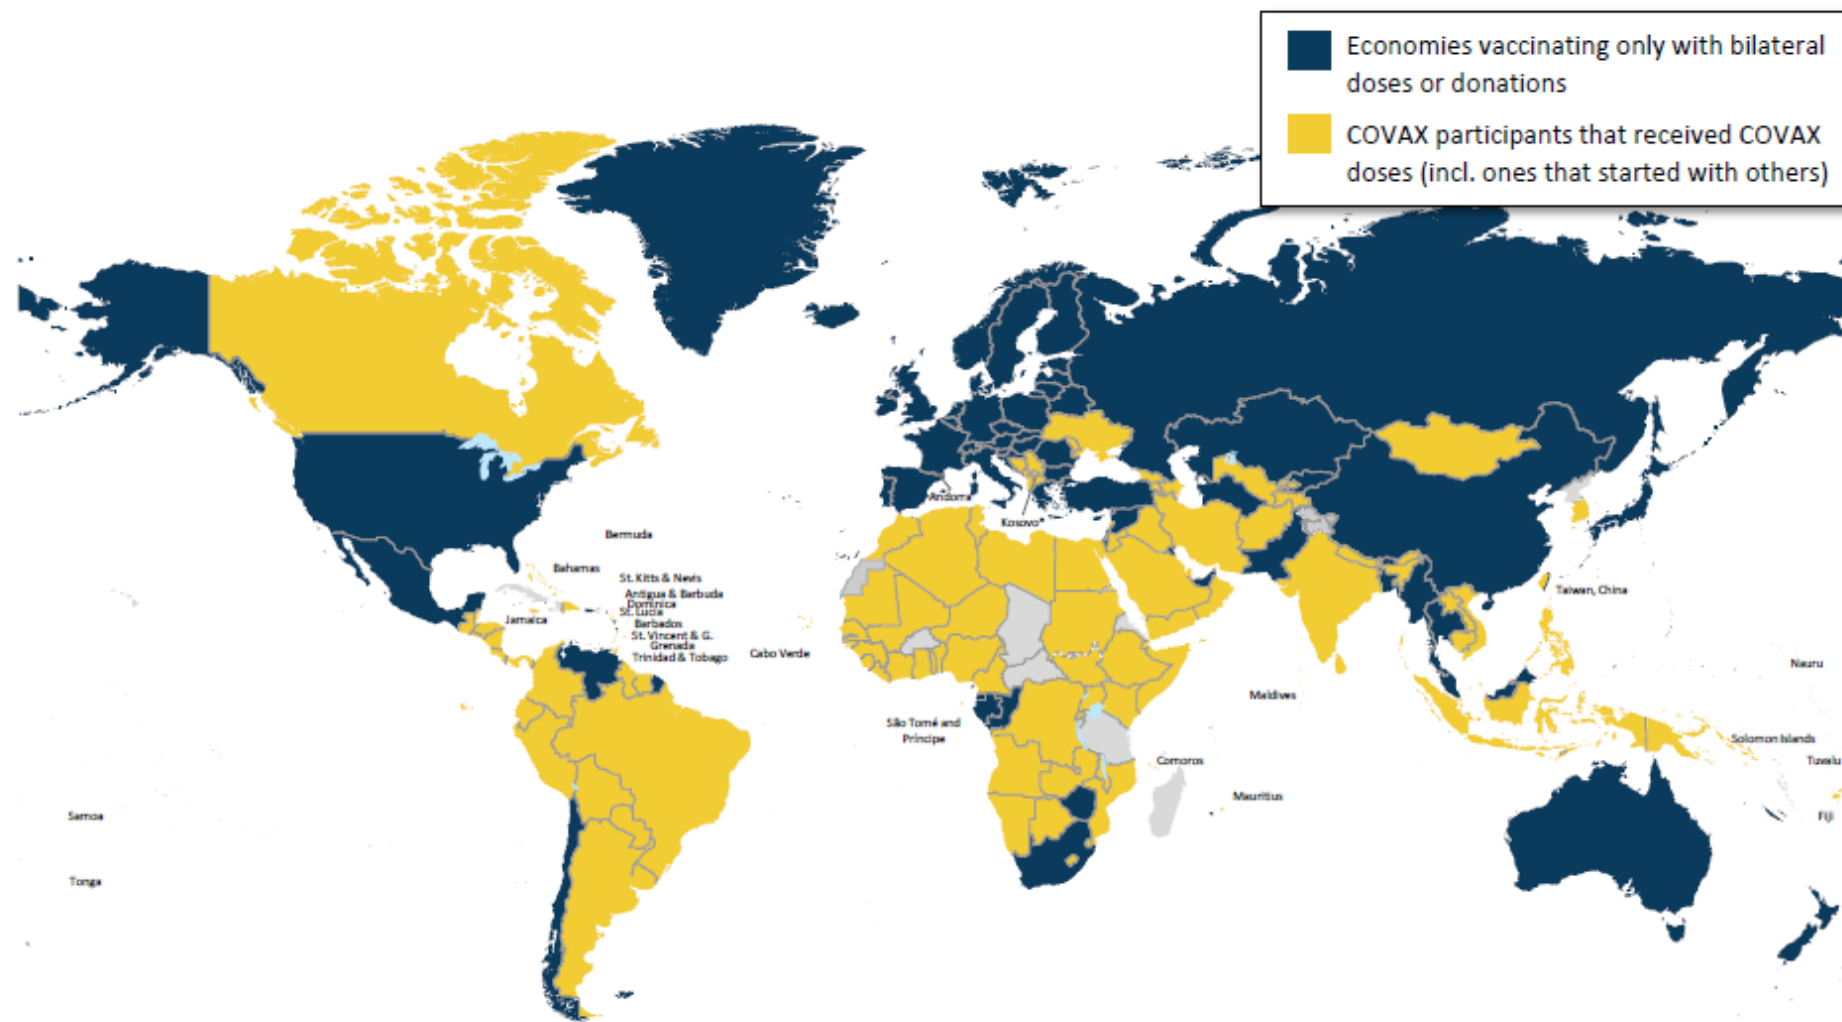 Economies vaccinating only with bilateral
doses or donations
COVAX participants that received COVAX
doses (incl. ones that started with others)
Andorra
Kosovo*
Bermuda
Bahamas
St. Kitts & Nevis
Antigua & Barbuda
Dominica
St. Lucia
Jamaica
Barbados
St. Vincent & G.
Grenada
Trinidad & Tobago
Cabo Verde
Taiwan, China
Nauru
Maldives
São Tomé and
Príncipe
Solomon Islands
Comoros
Tuvalu
Mauritius
Samoa
Fiji
Tonga